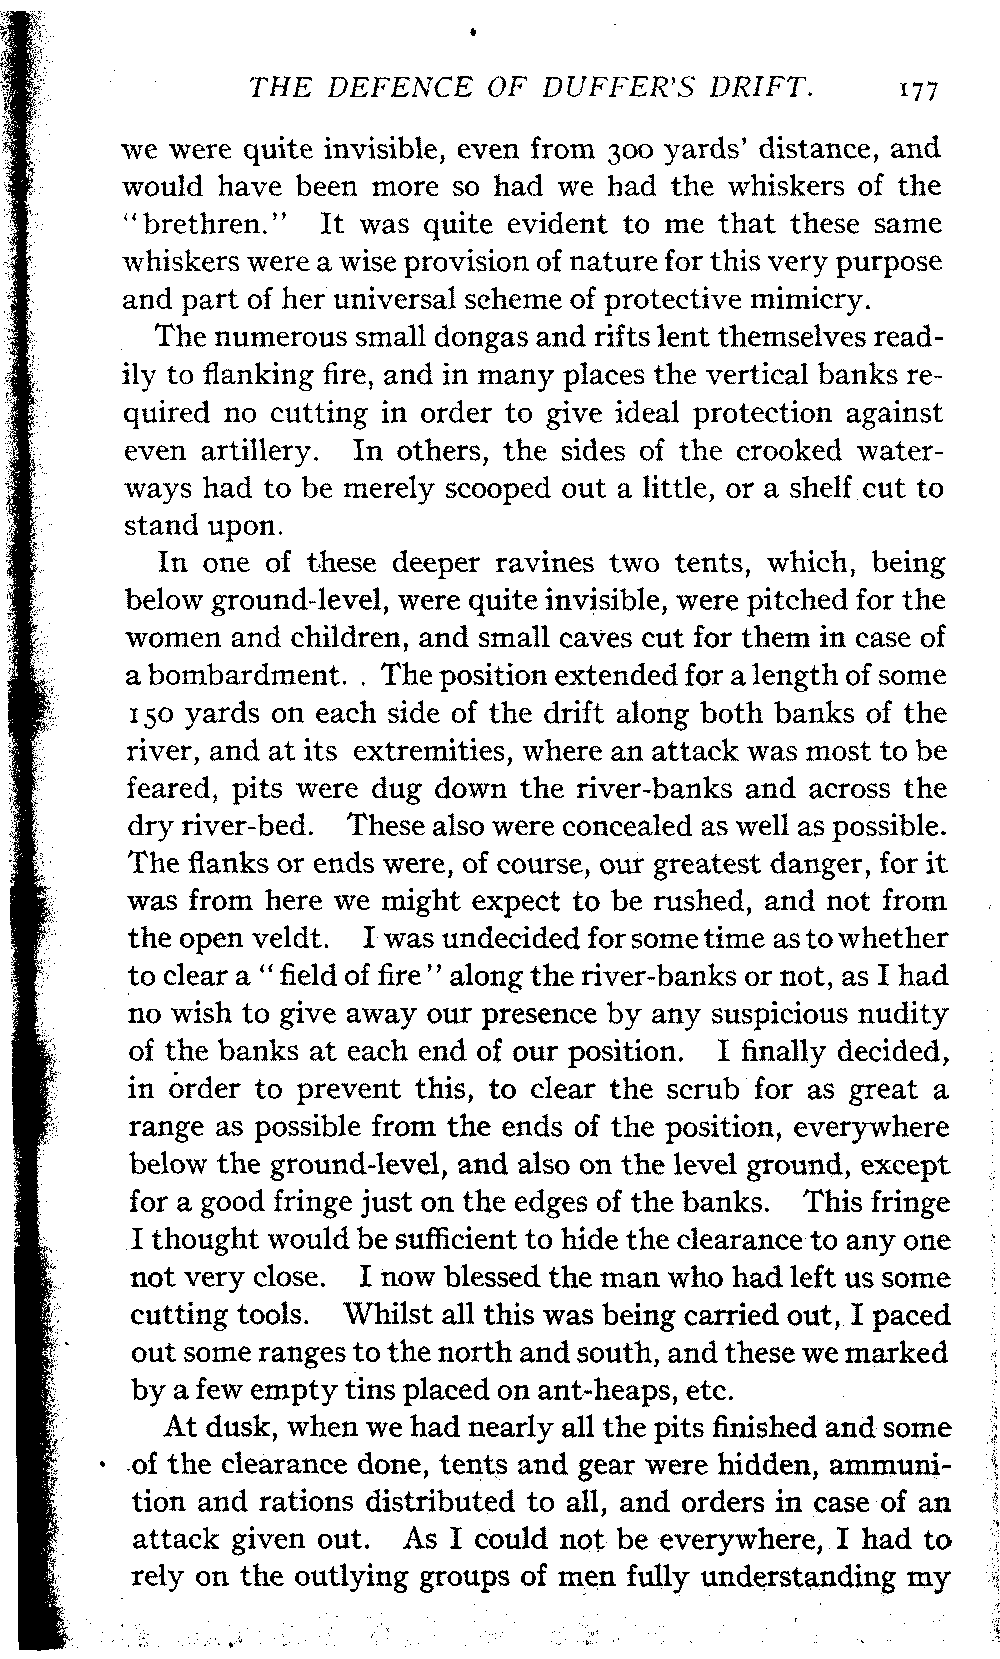 THE DEFENCE OF DUFFER'S DRIFT. 177
we were quite invisible, even from 300 yards' distance, and
would have been more so had we had the whiskers of the
"brethren." It was quite evident to me that these same
whiskers were a wise provision of nature for this very purpose
and part of her universal scheme of protective mimicry.
The numerous small dongas and rifts lent themselves read-
ily to flanking fire, and in many places the vertical banks re-
quired no cutting in order to give ideal protection against
even artillery. In others, the sides of the crooked water-
ways had to be merely scooped out a little, or a shelf cut to
stand upon.
In one of these deeper ravines two tents, which, being
below ground-level, were quite invisible, were pitched for the
women and children, and small caves cut for them in case of
a bombardment. . The position extended for a length of some
150 yards on each side of the drift along both banks of the
river, and at its extremities, where an attack was most to be
feared, pits were dug down the river-banks and across the
dry river-bed. These also were concealed as well as possible.
The flanks or ends were, of course, our greatest danger, for it
was from here we might expect to be rushed, and not from
the open veldt. I was undecided for some time as to whether
to clear a "field of fire" along the river-banks or not, as I had
no wish to give away our presence by any suspicious nudity
of the banks at each end of our position. I finally decided,
in order to prevent this, to clear the scrub for as great a
range as possible from the ends of the position, everywhere
below the ground-level, and also on the level ground, except
for a good fringe just on the edges of the banks. This fringe
I thought would be sufficient to hide the clearance to any one
not very close. I now blessed the man who had left us some
cutting tools. Whilst all this was being carried out, I paced
out some ranges to the north and south, and these we marked
by a few empty tins placed on ant-heaps, etc.
At dusk, when we had nearly all the pits finished and some
of the clearance done, tents and gear were hidden, ammuni-
tion and rations distributed to all, and orders in case of an
attack given out. As I could not be everywhere, I had to
rely on the outlying groups of men fully understanding my